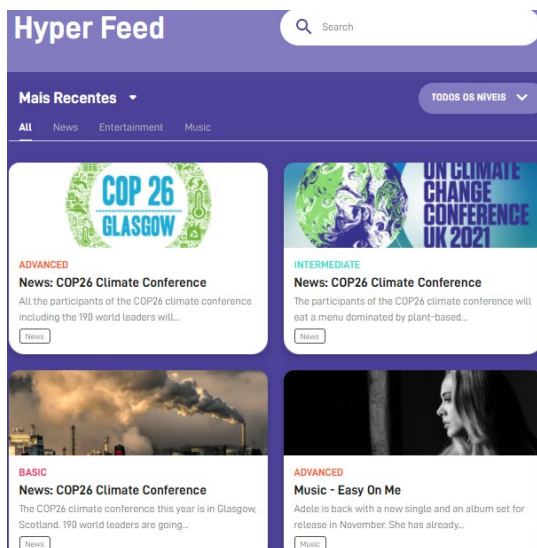 Hyper Feed
Search
Mais Recentes
TODOS OS NÍVEIS
All News Entertainment Music
COP 26
GLASGOW
ADVANCED
News: COP26 Climate Conference
All the participants of the COP26 climate conference
including the 190 world leaders will...
News
UN CLIMATE
CHANGE
CONFERENCE
UK 2021
INTERMEDIATE
News: COP26 Climate Conference
The participants of the COP26 climate conference will
eat a menu dominated by plant-based...
News
BASIC
News: COP26 Climate Conference
The COP26 climate conference this year is in Glasgow,
Scotland. 190 world leaders are going...
News
ADVANCED
Music - Easy On Me
Adele is back with a new single and an album set for
release in November. She has already...
Music